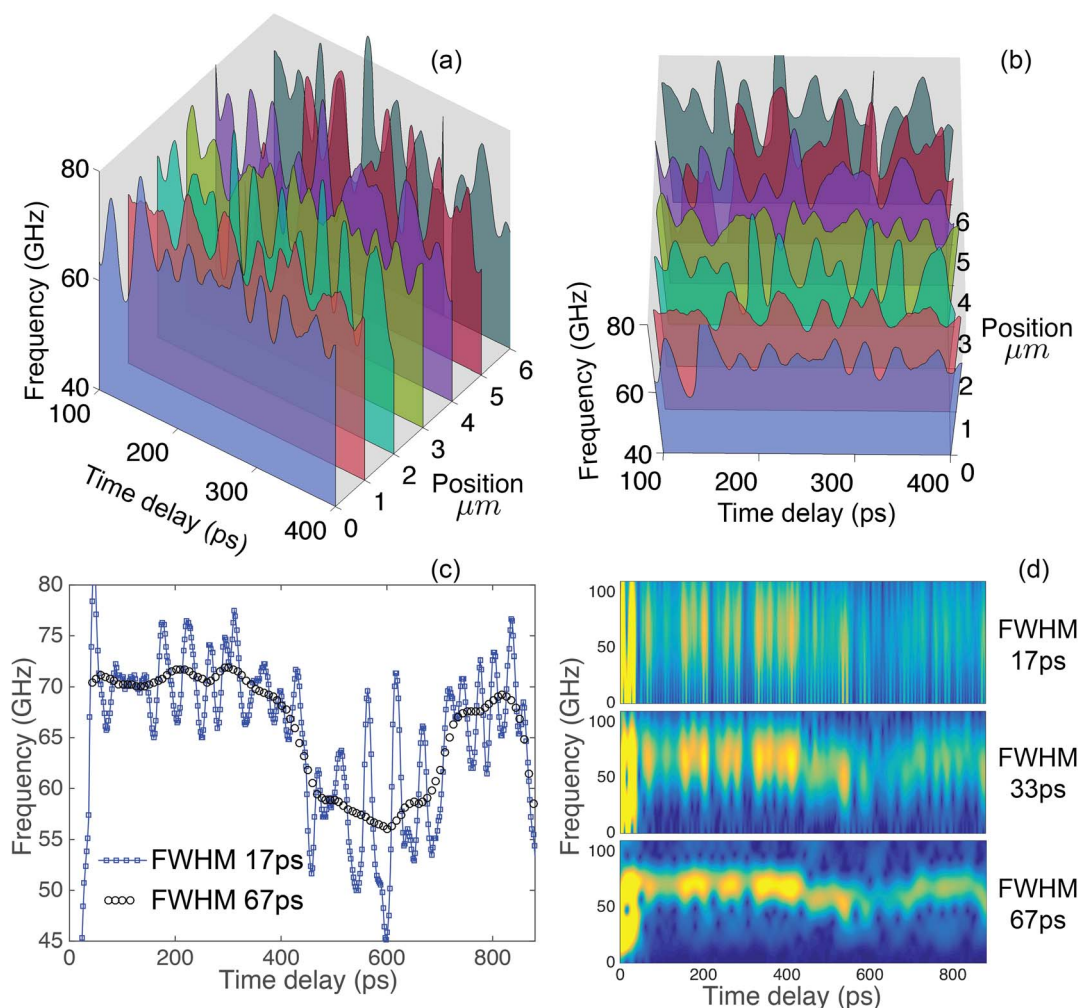 (a)
Frequency (GHz)
80
60
40
100
200
300
400
Time delay (ps)
0
1
2
3
4
5
6
Position
μm
(b)
Frequency (GHz)
80
60
40
100
200
300
400
Time delay (ps)
6
5
4
3
2
1
0
Position
μm
(c)
Frequency (GHz)
80
75
70
65
60
55
50
45
FWHM 17ps
FWHM 67ps
0
200
400
600
800
Time delay (ps)
(d)
Frequency (GHz)
100
50
0
FWHM
17ps
100
50
0
FWHM
33ps
100
50
0
FWHM
67ps
0
200
400
600
800
Time delay (ps)